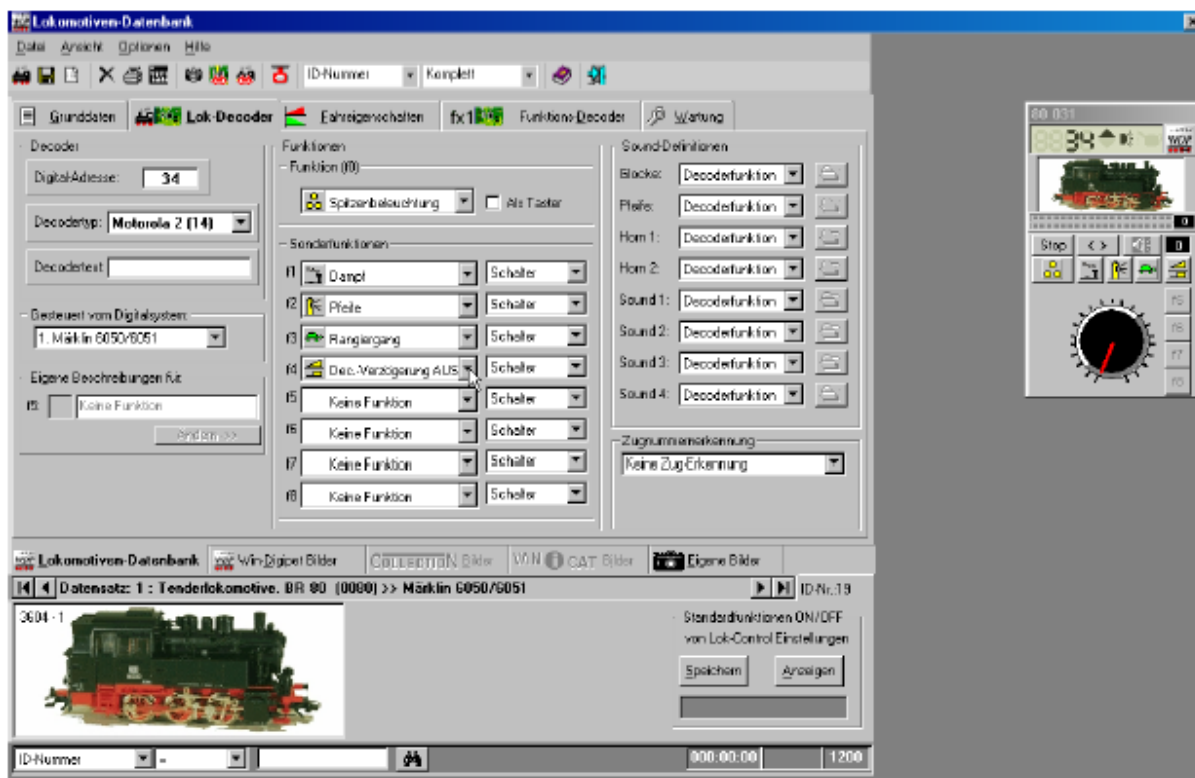 Lokomotiven-Datenbank
Datei Ansicht Optionen Hilfe
ID-Nummer Komplett
Grunddaten Lok-Decoder Fahreigenschaften fx1 Funktions-Decoder Wartung
Decoder
Digital-Adresse: 34
Decodertyp: Motorola 2 (14)
Decodertext
Gesteuert vom Digitalsystem:
1. Märklin 6050/6051
Eigene Beschreibungen für:
f5: Keine Funktion
Ändern >>
Funktionen
Funktion (f0)
Spitzenbeleuchtung Als Taster
Sonderfunktionen
f1 Dampf Schalter
f2 Pfeife Schalter
f3 Rangiergang Schalter
f4 Dec.-Verzögerung AUS Schalter
f5 Keine Funktion Schalter
f6 Keine Funktion Schalter
f7 Keine Funktion Schalter
f8 Keine Funktion Schalter
Sound-Definitionen
Glocke: Decoderfunktion
Pfeife: Decoderfunktion
Horn 1: Decoderfunktion
Horn 2: Decoderfunktion
Sound 1: Decoderfunktion
Sound 2: Decoderfunktion
Sound 3: Decoderfunktion
Sound 4: Decoderfunktion
Zugnummernerkennung
Keine Zug-Erkennung
80 031
34
WDP
0
Stop < > 0
f5
f6
f7
f8
Lokomotiven-Datenbank Win-Digipet Bilder COLLECTION Bilder CAT Bilder Eigene Bilder
Datensatz: 1 : Tenderlokomotive. BR 80 (0080) >> Märklin 6050/6051 ID-Nr.:19
3604 - 1
Standardfunktionen ON/OFF
von Lok-Control Einstellungen
Speichern Anzeigen
ID-Nummer = 000:00:00 1200